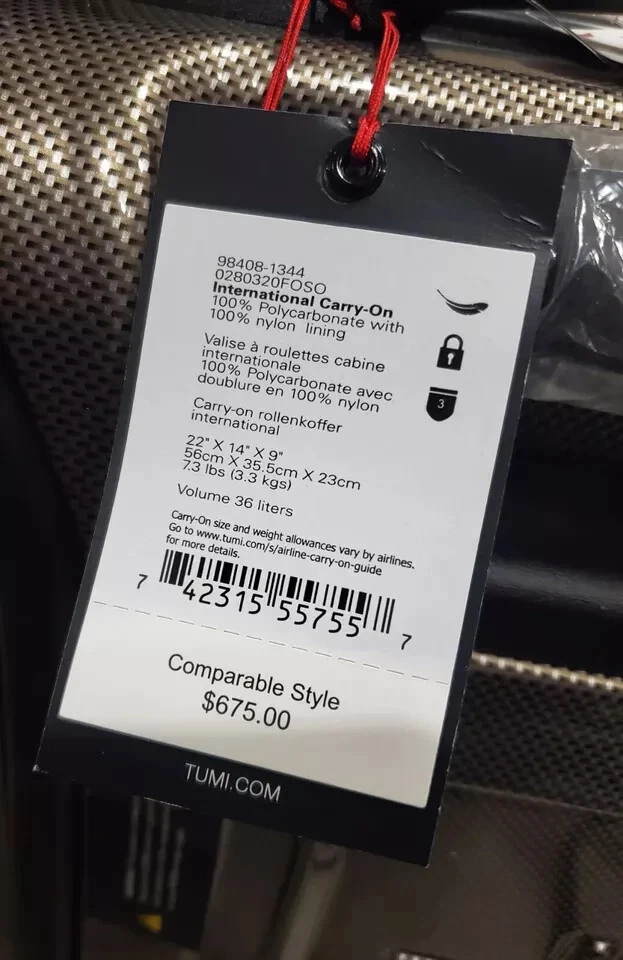 98408-1344
0280320FOSO
International Carry-On
100% Polycarbonate with
100% nylon lining
Valise à roulettes cabine
internationale
100% Polycarbonate avec
doublure en 100% nylon
Carry-on rollenkoffer
international
22" X 14" X 9"
56cm X 35.5cm X 23cm
7.3 lbs (3.3 kgs)
Volume 36 liters
3
Carry-On size and weight allowances vary by airlines.
Go to www.tumi.com/s/airline-carry-on-guide
for more details.
7 42315 55755 7
Comparable Style
$675.00
TUMI.COM